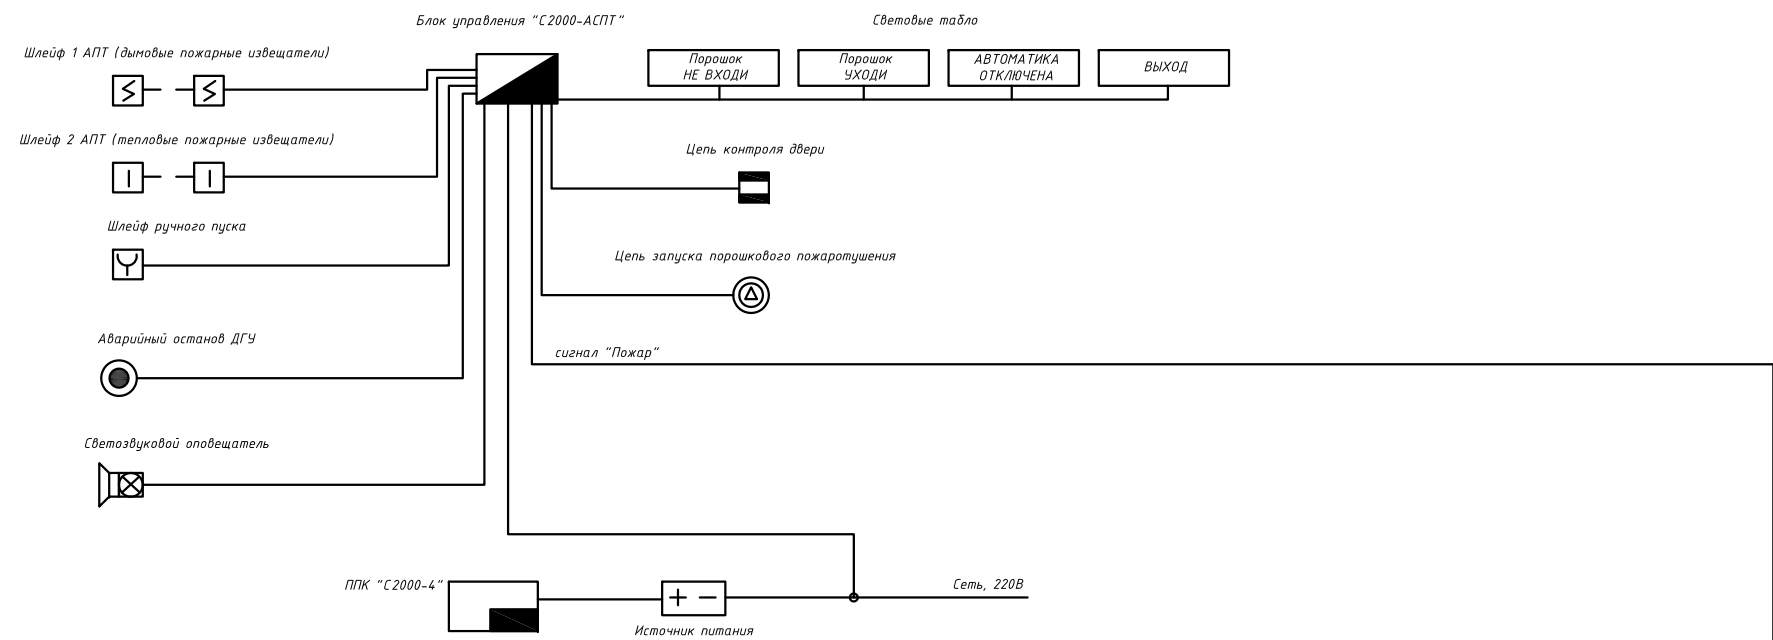 Блок управления "С2000-АСПТ"
Световые табло
Шлейф 1 АПТ (дымовые пожарные извещатели)
Порошок
НЕ ВХОДИ
Порошок
УХОДИ
АВТОМАТИКА
ОТКЛЮЧЕНА
ВЫХОД
Шлейф 2 АПТ (тепловые пожарные извещатели)
Цепь контроля двери
Шлейф ручного пуска
Цепь запуска порошкового пожаротушения
Аварийный останов ДГУ
сигнал "Пожар"
Светозвуковой оповещатель
ППК "С2000-4"
Сеть, 220В
Источник питания